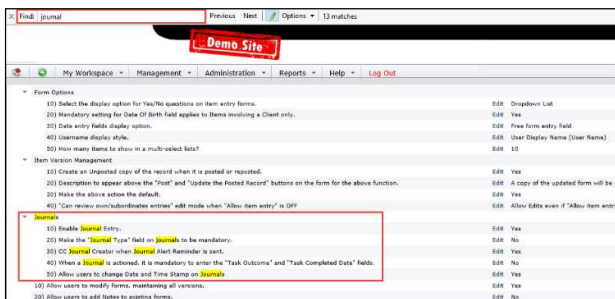 Find: journal Previous Next Options 13 matches
Demo Site
My Workspace Management Administration Reports Help Log Out
Form Options
10) Select the display option for Yes/No questions on item entry forms. Edit Dropdown List
20) Mandatory setting for Date Of Birth field applies to Items involving a Client only. Edit Yes
30) Date entry fields display option. Edit Free form entry field
40) Username display style. Edit User Display Name (User Name)
50) How many items to show in a multi-select lists? Edit 10
Item Version Management
10) Create an Unposted copy of the record when it is posted or reposted. Edit Yes
20) Description to appear above the "Post" and "Update the Posted Record" buttons on the form for the above function. Edit A copy of the updated form will be
30) Make the above action the default. Edit Yes
40) "Can review own/subordinates entries" edit mode when "Allow item entry" is OFF Edit Allow Edits even if "Allow item entr
Journals
10) Enable Journal Entry. Edit Yes
20) Make the "Journal Type" field on journals to be mandatory. Edit No
30) CC Journal Creator when Journal Alert Reminder is sent. Edit Yes
40) When a Journal is actioned, it is mandatory to enter the "Task Outcome" and "Task Completed Date" fields. Edit No
50) Allow users to change Date and Time Stamp on Journals Edit Yes
10) Allow users to modify forms, maintaining all versions. Edit Yes
20) Allow users to add Notes to existing forms. Edit No